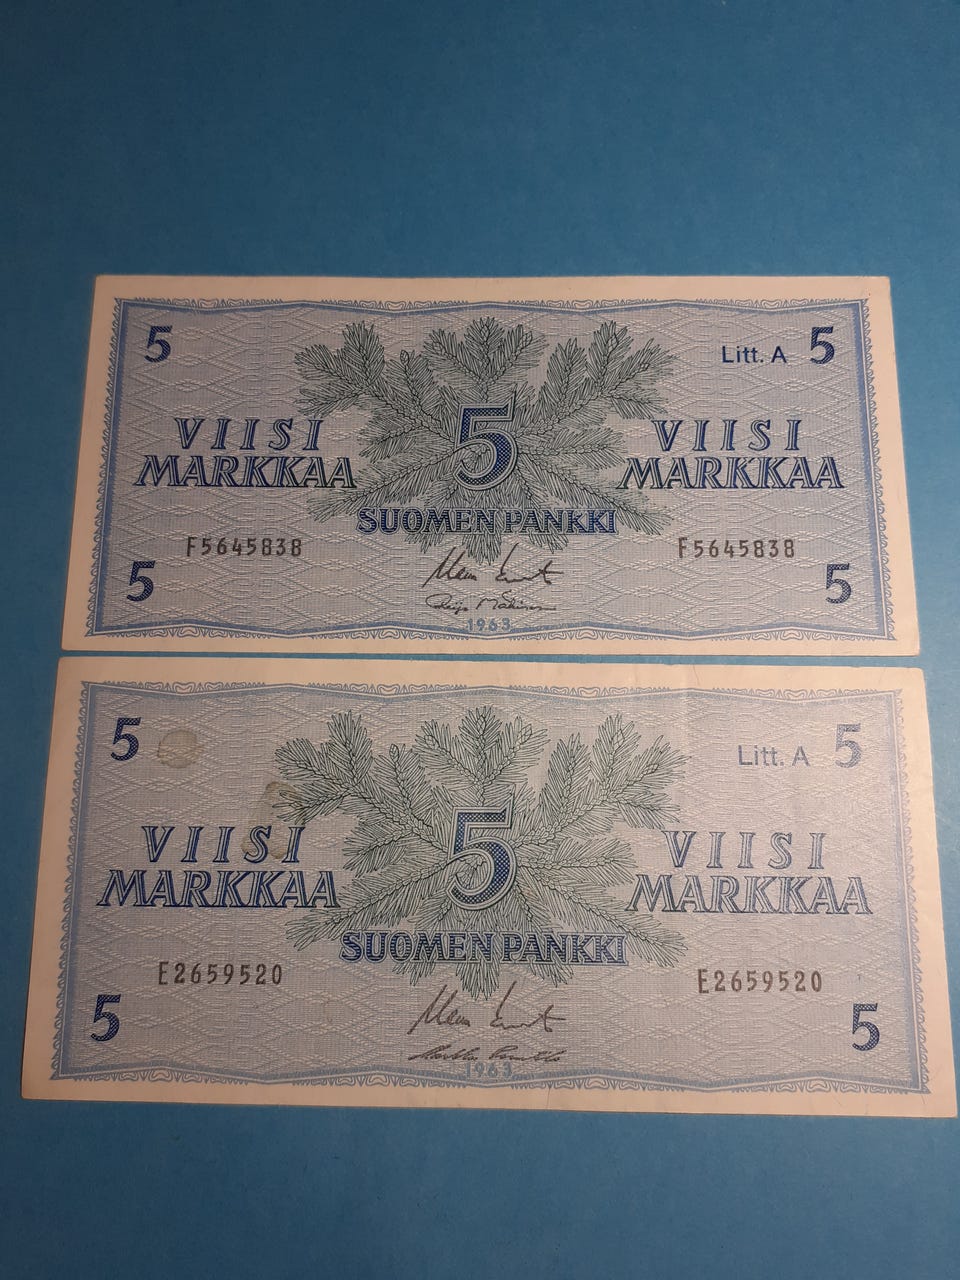 5 Litt. A 5
5
VIISI VIISI
MARKKAA MARKKAA
SUOMEN PANKKI
F5645838 F5645838
5 5
1963
5 Litt. A 5
5
VIISI VIISI
MARKKAA MARKKAA
SUOMEN PANKKI
E2659520 E2659520
5 5
1963